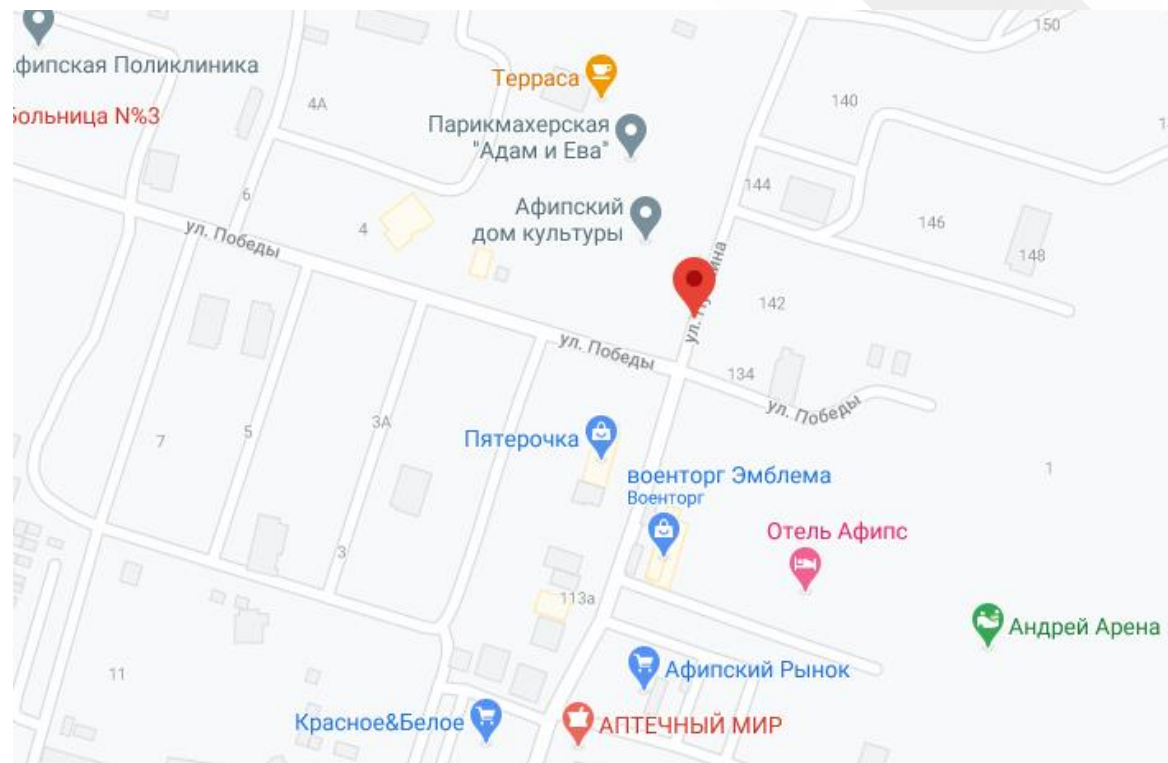 150
фипская Поликлиника
Терраса
4А
140
больница N%3
Парикмахерская
"Адам и Ева"
144
6
Афипский
дом культуры
4
146
ул. Победы
148
142
ул.
ул. Победы
134
ул. Победы
3А
7
5
Пятерочка
1
военторг Эмблема
Военторг
Отель Афипс
3
113а
Андрей Арена
11
Афипский Рынок
Красное&Белое
АПТЕЧНЫЙ МИР